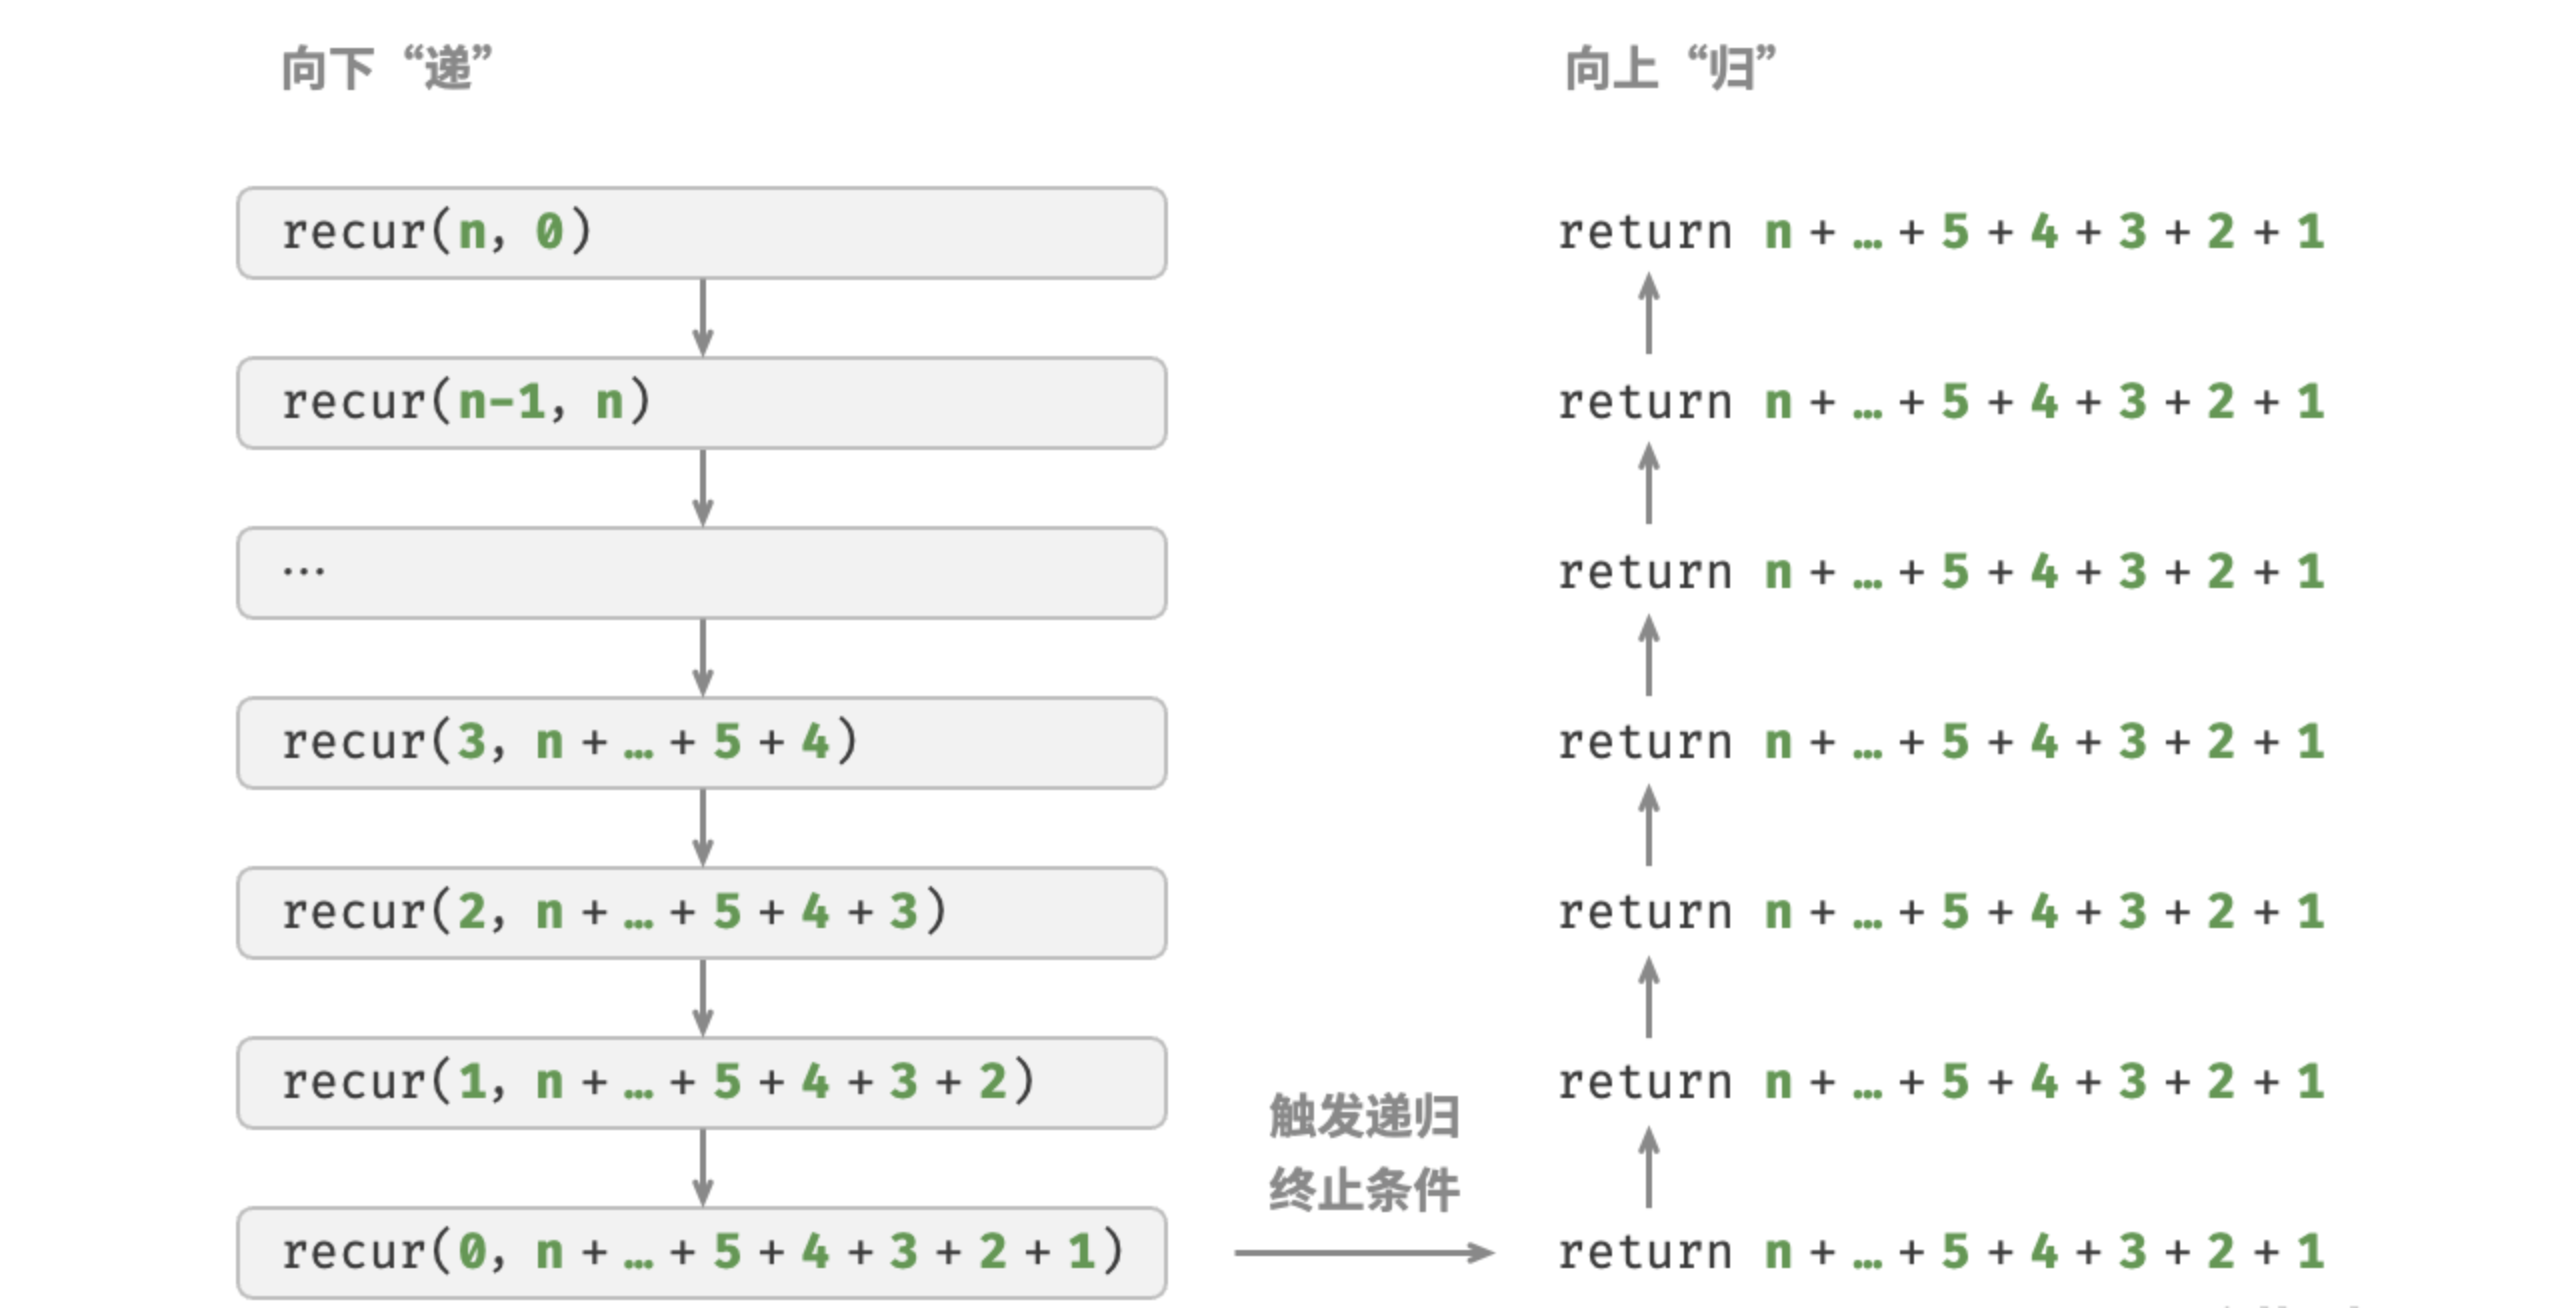 向下“递”
recur(n, 0)
recur(n-1, n)
…
recur(3, n + … + 5 + 4)
recur(2, n + … + 5 + 4 + 3)
recur(1, n + … + 5 + 4 + 3 + 2)
recur(0, n + … + 5 + 4 + 3 + 2 + 1)
触发递归
终止条件
向上“归”
return n + … + 5 + 4 + 3 + 2 + 1
return n + … + 5 + 4 + 3 + 2 + 1
return n + … + 5 + 4 + 3 + 2 + 1
return n + … + 5 + 4 + 3 + 2 + 1
return n + … + 5 + 4 + 3 + 2 + 1
return n + … + 5 + 4 + 3 + 2 + 1
return n + … + 5 + 4 + 3 + 2 + 1